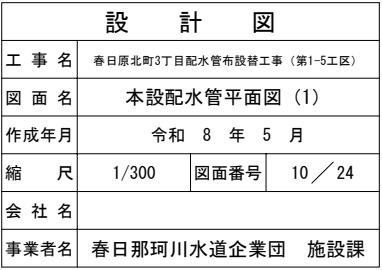 設計図
工事名 春日原北町3丁目配水管布設替工事（第1-5工区）
図面名 本設配水管平面図（1）
作成年月 令和 8 年 5 月
縮尺 1/300 図面番号 10／24
会社名
事業者名 春日那珂川水道企業団 施設課